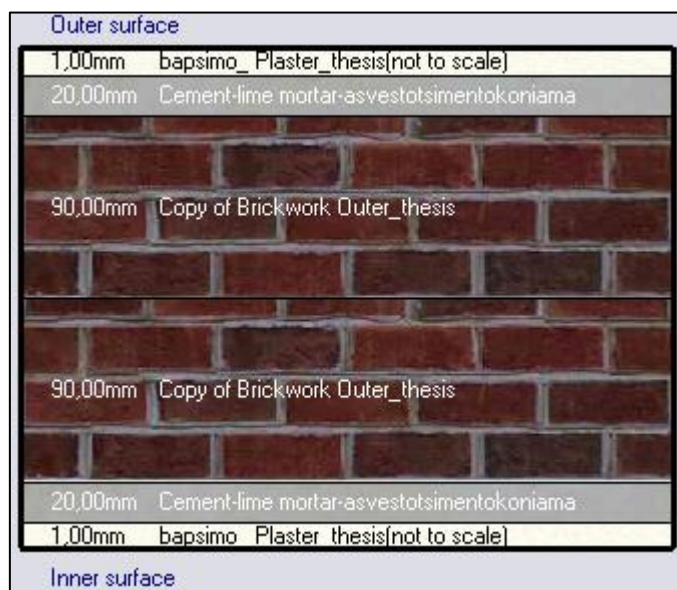 Outer surface
1,00mm bapsimo_ Plaster_thesis(not to scale)
20,00mm Cement-lime mortar-asvestotsimentokoniama
90,00mm Copy of Brickwork Outer_thesis
90,00mm Copy of Brickwork Outer_thesis
20,00mm Cement-lime mortar-asvestotsimentokoniama
1,00mm bapsimo_ Plaster_thesis(not to scale)
Inner surface